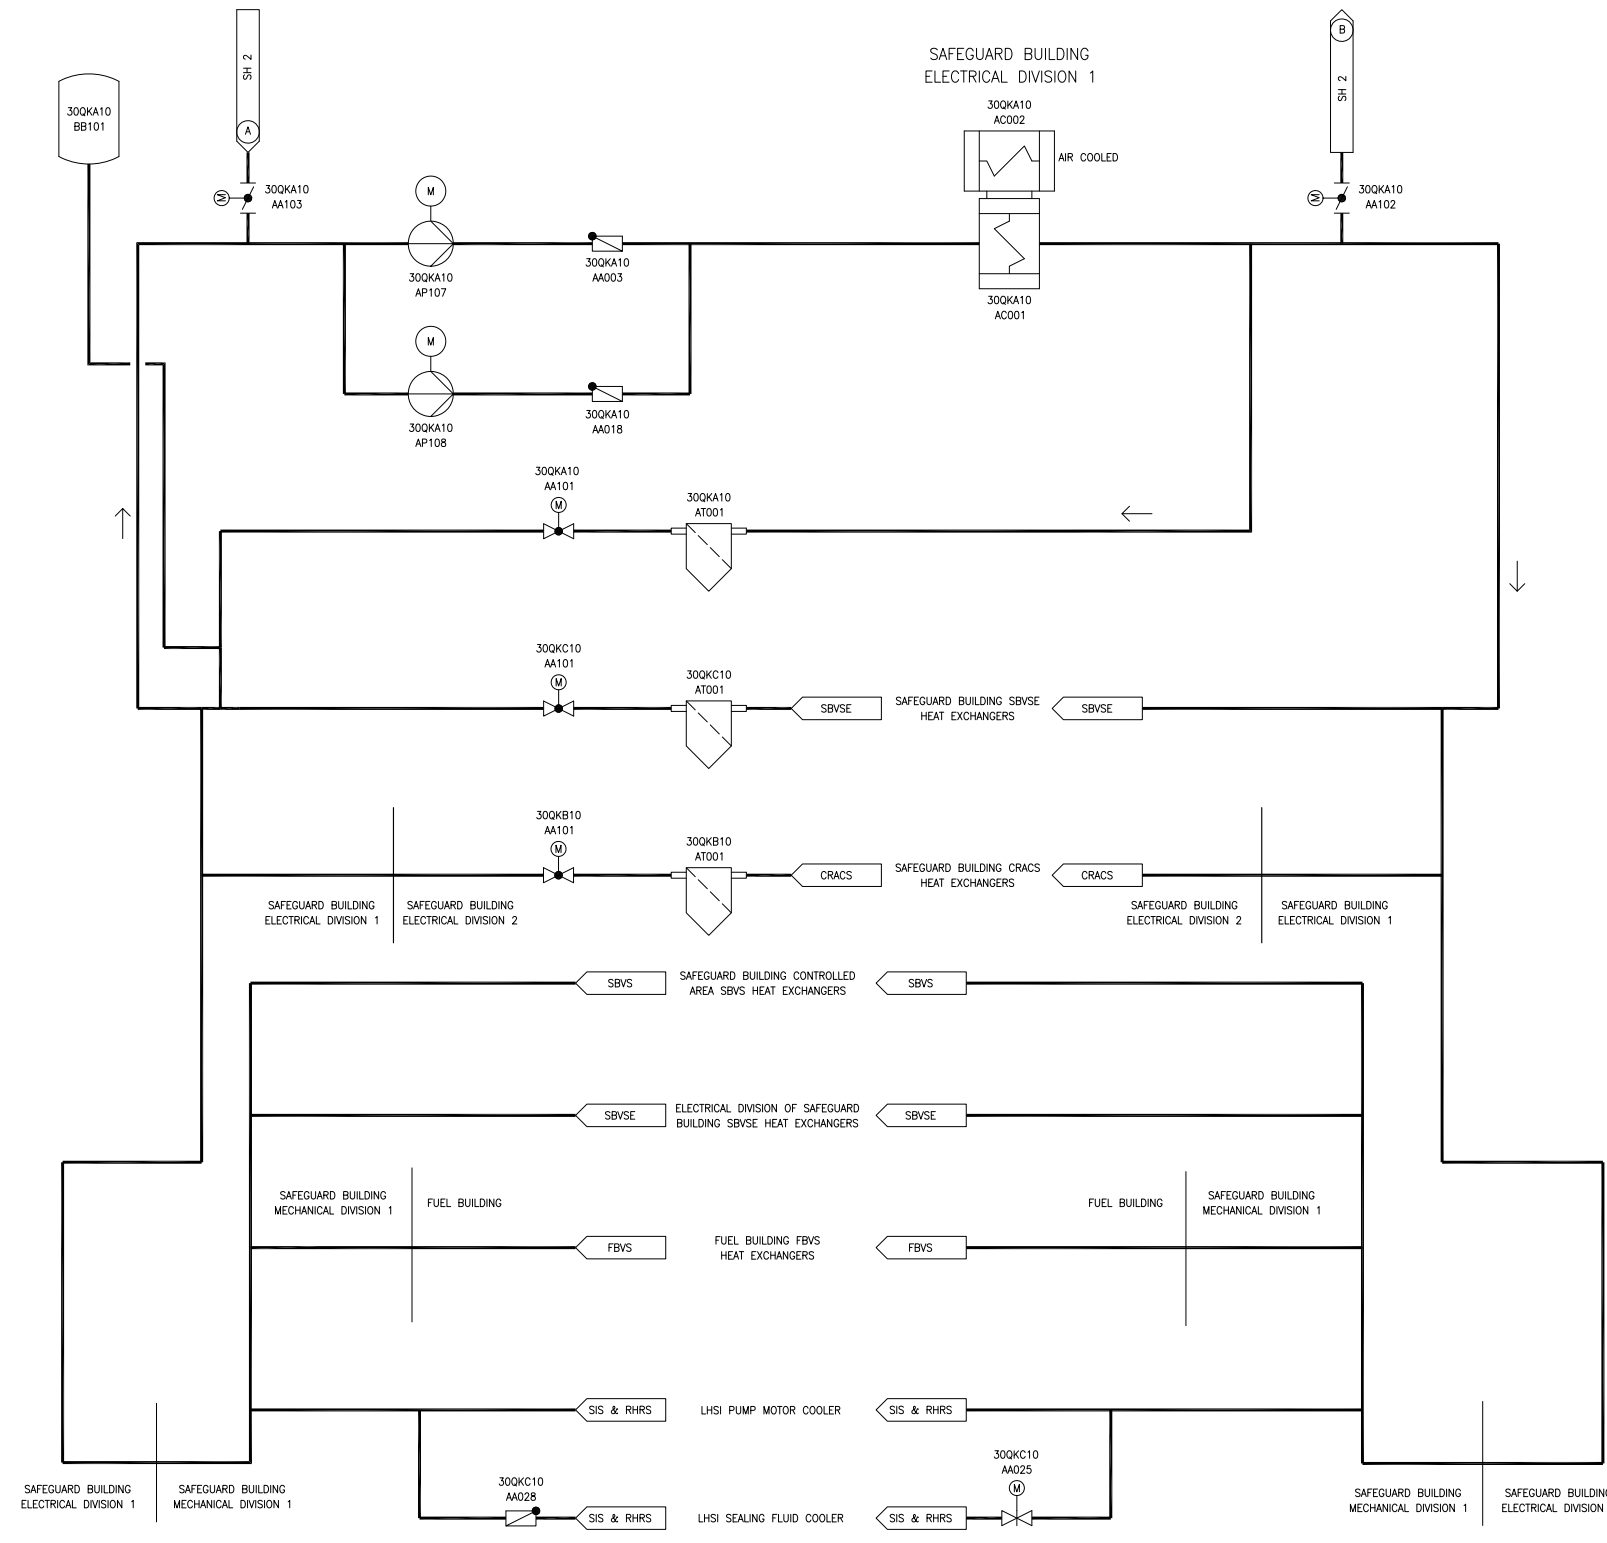 SAFEGUARD BUILDING
ELECTRICAL DIVISION 1
SH 2
A
B
SH 2
30QKA10
BB101
30QKA10
AC002
AIR COOLED
M
30QKA10
AA103
M
M
30QKA10
AA102
30QKA10
AP107
30QKA10
AA003
30QKA10
AC001
M
30QKA10
AP108
30QKA10
AA018
30QKA10
AA101
M
30QKA10
AT001
30QKC10
AA101
M
30QKC10
AT001
SBVSE
SAFEGUARD BUILDING SBVSE
HEAT EXCHANGERS
SBVSE
30QKB10
AA101
M
30QKB10
AT001
CRACS
SAFEGUARD BUILDING CRACS
HEAT EXCHANGERS
CRACS
SAFEGUARD BUILDING
ELECTRICAL DIVISION 1
SAFEGUARD BUILDING
ELECTRICAL DIVISION 2
SAFEGUARD BUILDING
ELECTRICAL DIVISION 2
SAFEGUARD BUILDING
ELECTRICAL DIVISION 1
SBVS
SAFEGUARD BUILDING CONTROLLED
AREA SBVS HEAT EXCHANGERS
SBVS
SBVSE
ELECTRICAL DIVISION OF SAFEGUARD
BUILDING SBVSE HEAT EXCHANGERS
SBVSE
SAFEGUARD BUILDING
MECHANICAL DIVISION 1
FUEL BUILDING
FUEL BUILDING
SAFEGUARD BUILDING
MECHANICAL DIVISION 1
FBVS
FUEL BUILDING FBVS
HEAT EXCHANGERS
FBVS
SIS & RHRS
LHSI PUMP MOTOR COOLER
SIS & RHRS
30QKC10
AA025
M
30QKC10
AA028
SAFEGUARD BUILDING
ELECTRICAL DIVISION 1
SAFEGUARD BUILDING
MECHANICAL DIVISION 1
SIS & RHRS
LHSI SEALING FLUID COOLER
SIS & RHRS
SAFEGUARD BUILDING
MECHANICAL DIVISION 1
SAFEGUARD BUILDIN
ELECTRICAL DIVISION